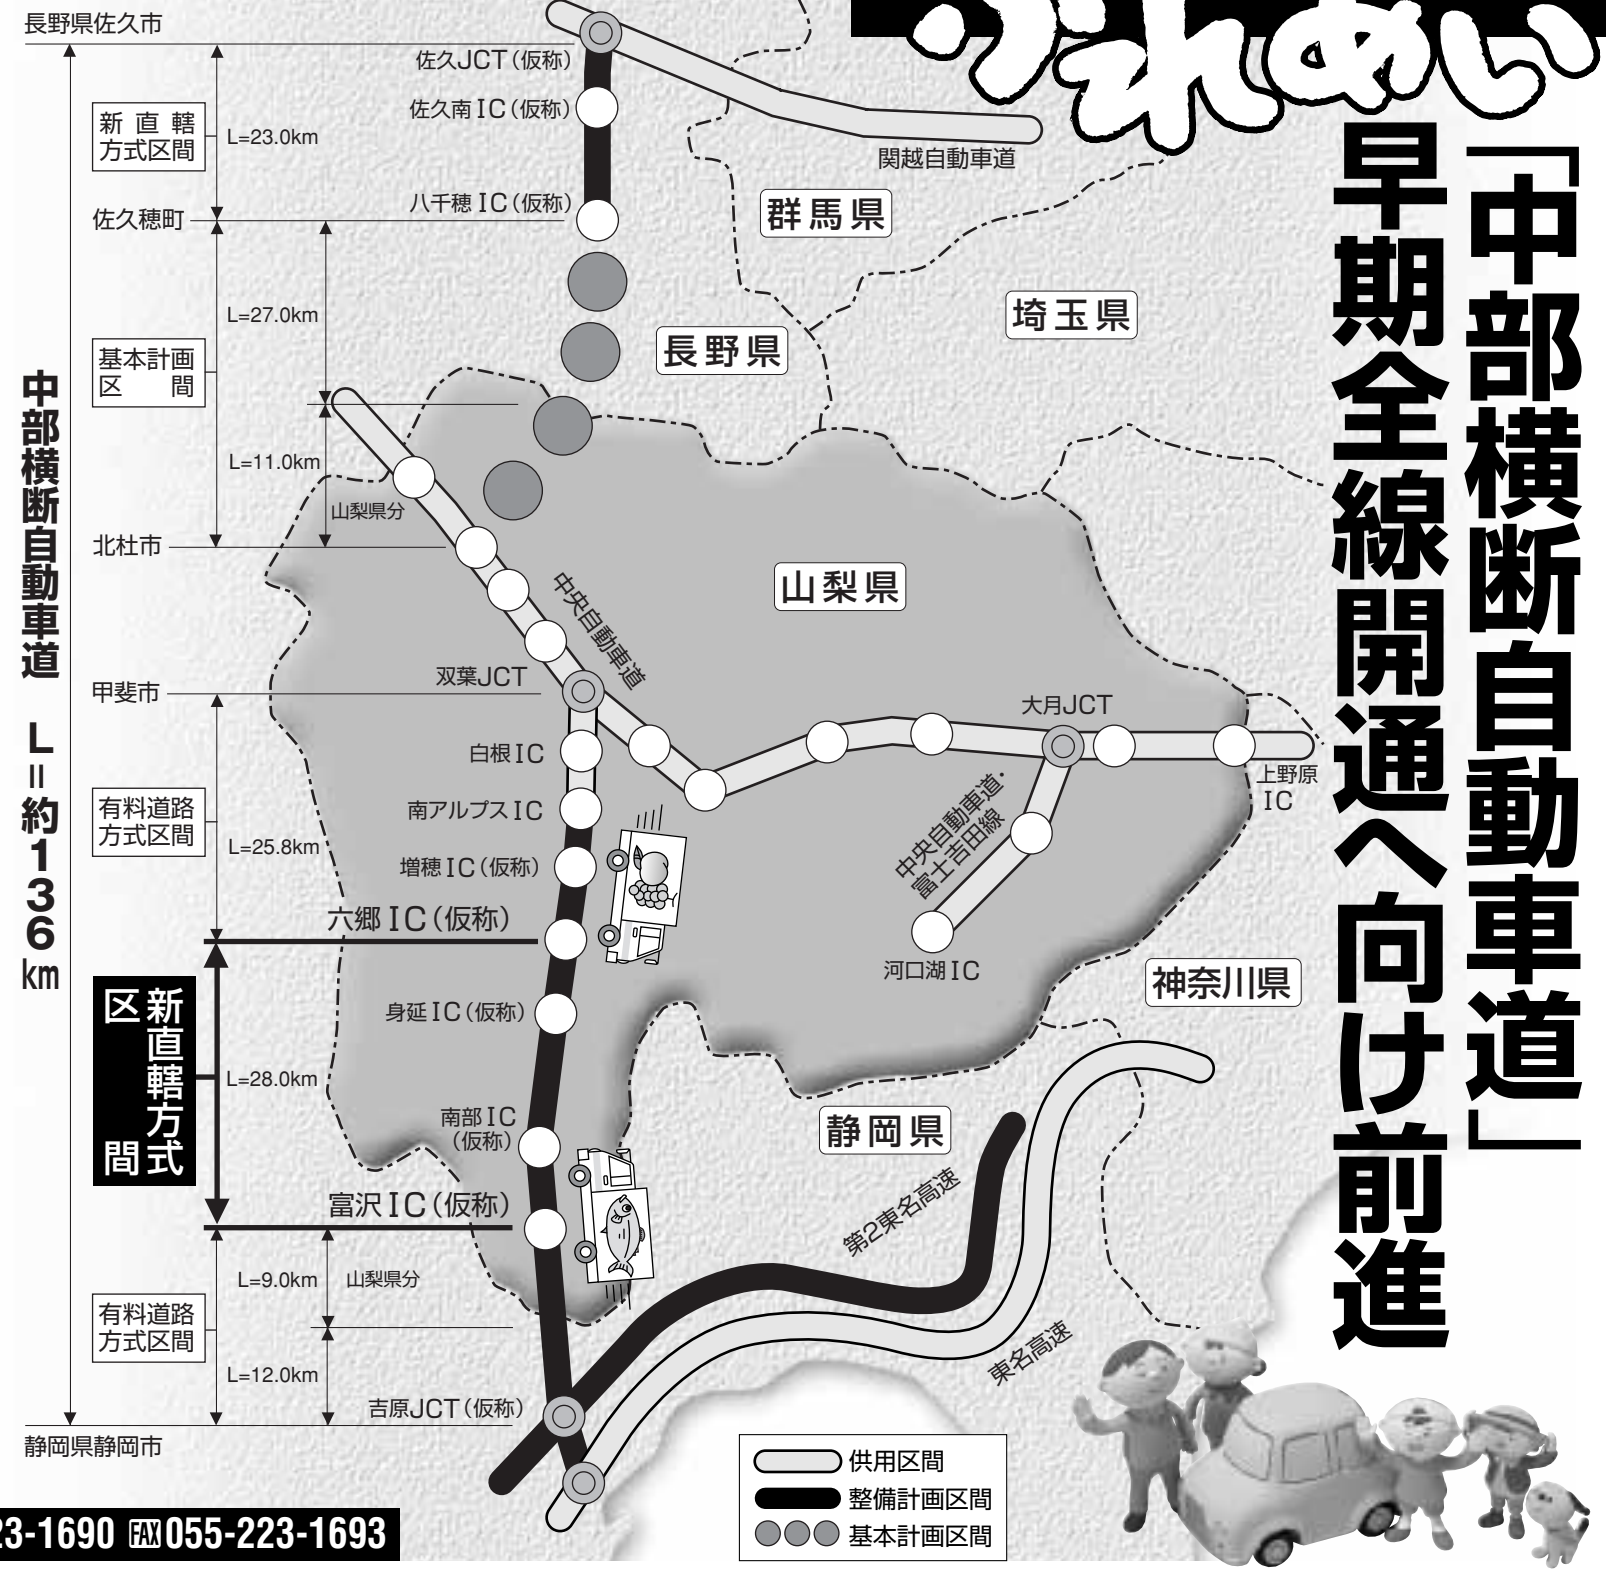 ふれあい
「中部横断自動車道」
早期全線開通へ向け前進
長野県佐久市
佐久JCT（仮称）
佐久南IC（仮称）
新直轄
方式区間
L=23.0km
関越自動車道
八千穂IC（仮称）
佐久穂町
群馬県
埼玉県
長野県
L=27.0km
基本計画
区間
中部横断自動車道 L＝約136km
L=11.0km
山梨県分
北杜市
山梨県
中央自動車道
双葉JCT
甲斐市
大月JCT
白根IC
上野原
IC
南アルプスIC
有料道路
方式区間
L=25.8km
中央自動車道・
富士吉田線
増穂IC（仮称）
六郷IC（仮称）
河口湖IC
神奈川県
新直轄方式
区間
身延IC（仮称）
L=28.0km
南部IC
（仮称）
静岡県
第2東名高速
富沢IC（仮称）
L=9.0km
山梨県分
有料道路
方式区間
東名高速
L=12.0km
吉原JCT（仮称）
静岡県静岡市
供用区間
整備計画区間
基本計画区間
23-1690 FAX055-223-1693